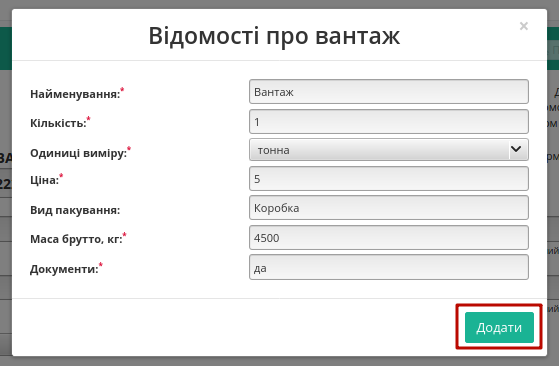 Відомості про вантаж
×
Найменування:* Вантаж
Кількість:* 1
Одиниці виміру:* тонна
Ціна:* 5
Вид пакування: Коробка
Маса брутто, кг:* 4500
Документи:* да
Додати